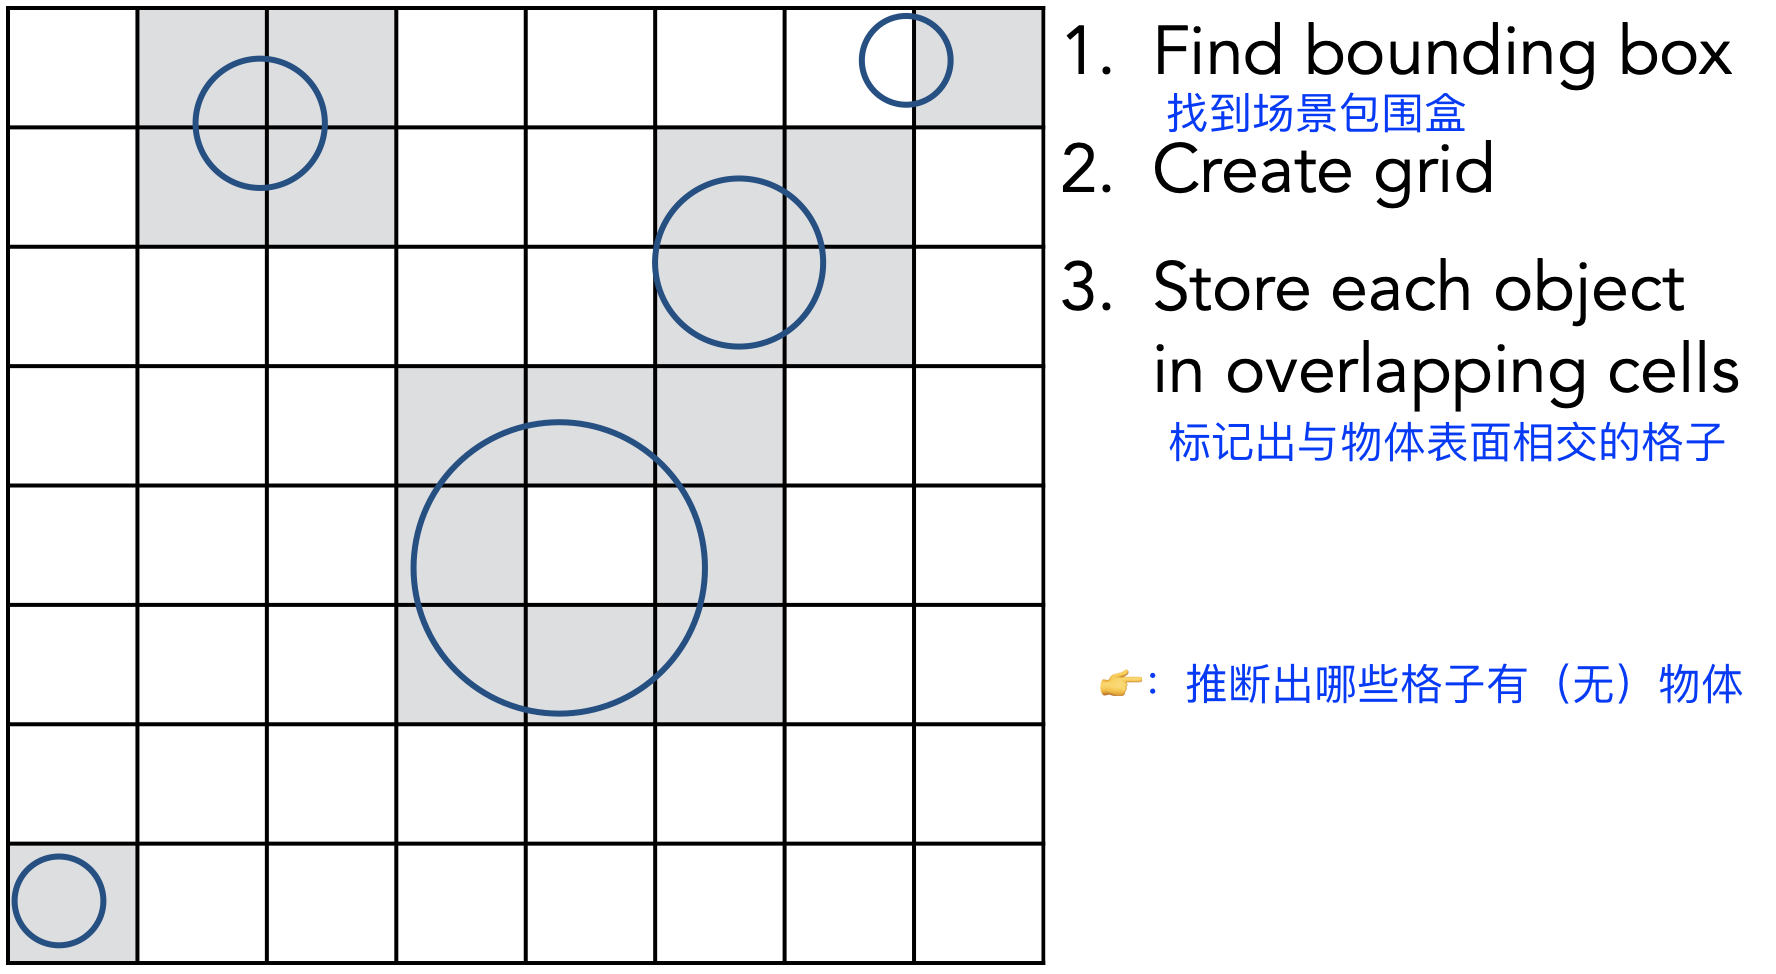 1. Find bounding box
找到场景包围盒
2. Create grid
3. Store each object
in overlapping cells
标记出与物体表面相交的格子
👉：推断出哪些格子有（无）物体